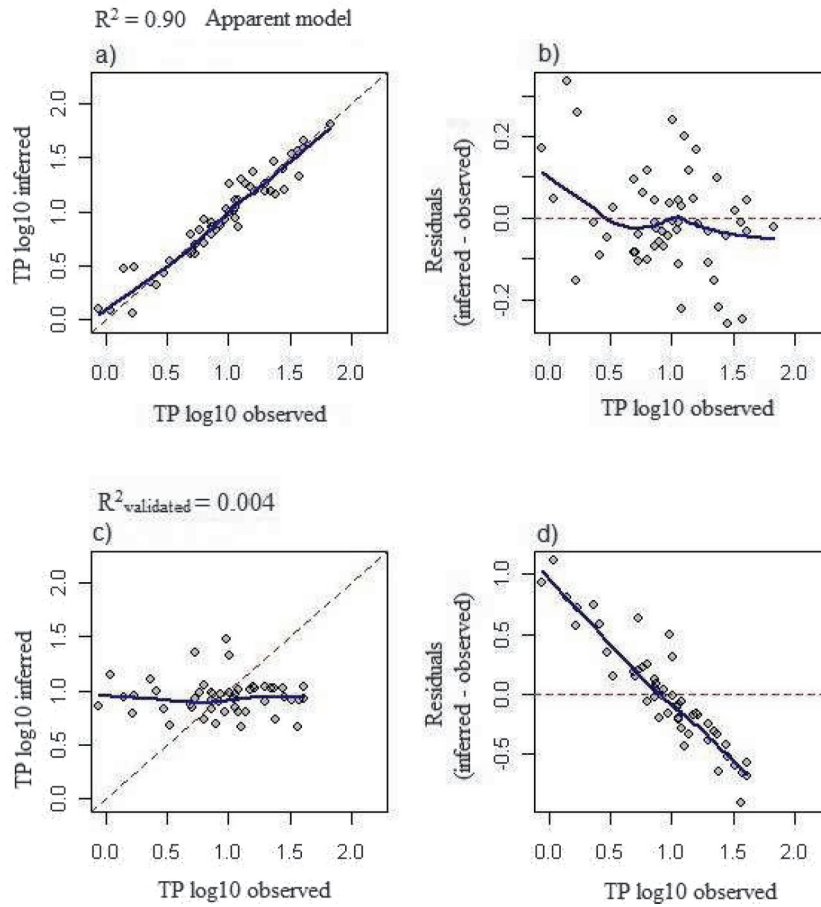 R² = 0.90 Apparent model
a)
TP log10 inferred
2.0
1.5
1.0
0.5
0.0
0.0 0.5 1.0 1.5 2.0
TP log10 observed
b)
Residuals
(inferred - observed)
0.2
0.0
-0.2
0.0 0.5 1.0 1.5 2.0
TP log10 observed
R²validated = 0.004
c)
TP log10 inferred
2.0
1.5
1.0
0.5
0.0
0.0 0.5 1.0 1.5 2.0
TP log10 observed
d)
Residuals
(inferred - observed)
1.0
0.5
0.0
-0.5
0.0 0.5 1.0 1.5 2.0
TP log10 observed